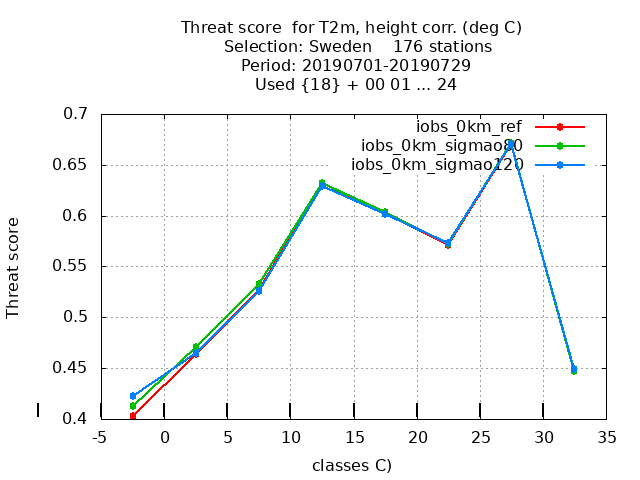 Threat score  for T2m, height corr. (deg C)
Selection: Sweden    176 stations
Period: 20190701-20190729
Used {18} + 00 01 ... 24
iobs_0km_ref
iobs_0km_sigmao80
iobs_0km_sigmao120
Threat score
0.7
0.65
0.6
0.55
0.5
0.45
0.4
-5 0 5 10 15 20 25 30 35
classes C)